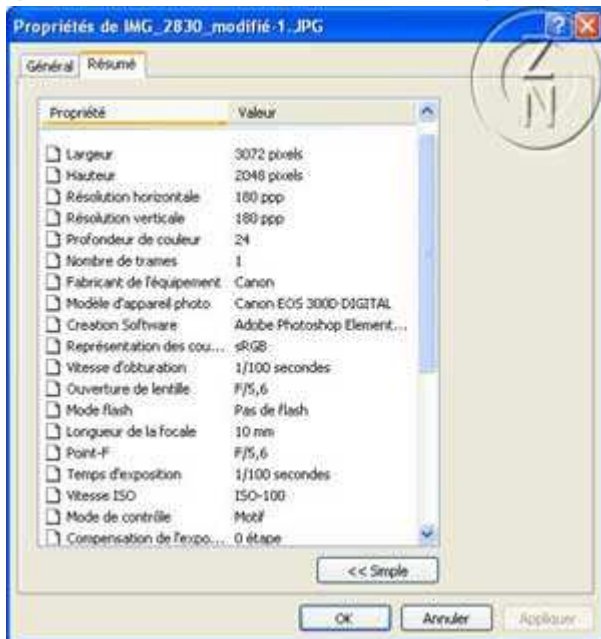 Propriétés de IMG_2830_modifié-1.JPG
Général Résumé
Propriété Valeur
Largeur 3072 pixels
Hauteur 2048 pixels
Résolution horizontale 180 ppp
Résolution verticale 180 ppp
Profondeur de couleur 24
Nombre de trames 1
Fabricant de l'équipement Canon
Modèle d'appareil photo Canon EOS 300D DIGITAL
Creation Software Adobe Photoshop Element...
Représentation des cou... sRGB
Vitesse d'obturation 1/100 secondes
Ouverture de lentille F/5,6
Mode flash Pas de flash
Longueur de la focale 10 mm
Point-F F/5,6
Temps d'exposition 1/100 secondes
Vitesse ISO ISO-100
Mode de contrôle Motif
Compensation de l'expo... 0 étape
<< Simple
OK Annuler Appliquer
ZN